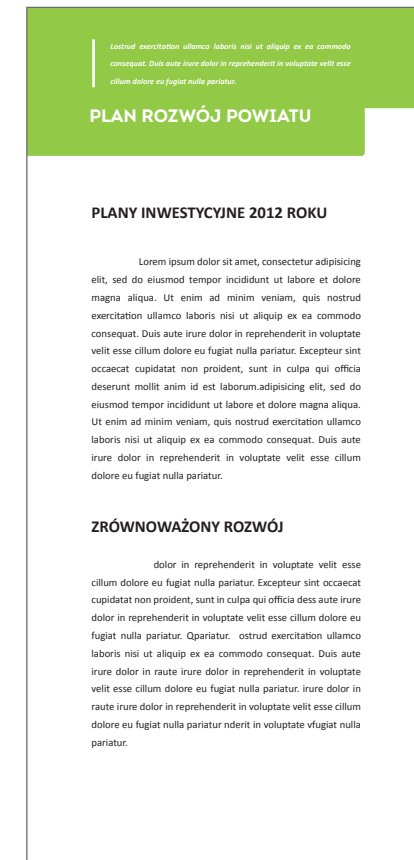 Lostrud exercitation ullamco laboris nisi ut aliquip ex ea commodo
consequat. Duis aute irure dolor in reprehenderit in voluptate velit esse
cillum dolore eu fugiat nulla pariatur.
PLAN ROZWÓJ POWIATU
PLANY INWESTYCYJNE 2012 ROKU
Lorem ipsum dolor sit amet, consectetur adipisicing
elit, sed do eiusmod tempor incididunt ut labore et dolore
magna aliqua. Ut enim ad minim veniam, quis nostrud
exercitation ullamco laboris nisi ut aliquip ex ea commodo
consequat. Duis aute irure dolor in reprehenderit in voluptate
velit esse cillum dolore eu fugiat nulla pariatur. Excepteur sint
occaecat cupidatat non proident, sunt in culpa qui officia
deserunt mollit anim id est laborum.adipisicing elit, sed do
eiusmod tempor incididunt ut labore et dolore magna aliqua.
Ut enim ad minim veniam, quis nostrud exercitation ullamco
laboris nisi ut aliquip ex ea commodo consequat. Duis aute
irure dolor in reprehenderit in voluptate velit esse cillum
dolore eu fugiat nulla pariatur.
ZRÓWNOWAŻONY ROZWÓJ
dolor in reprehenderit in voluptate velit esse
cillum dolore eu fugiat nulla pariatur. Excepteur sint occaecat
cupidatat non proident, sunt in culpa qui officia dess aute irure
dolor in reprehenderit in voluptate velit esse cillum dolore eu
fugiat nulla pariatur. Qpariatur. ostrud exercitation ullamco
laboris nisi ut aliquip ex ea commodo consequat. Duis aute
irure dolor in raute irure dolor in reprehenderit in voluptate
velit esse cillum dolore eu fugiat nulla pariatur. irure dolor in
raute irure dolor in reprehenderit in voluptate velit esse cillum
dolore eu fugiat nulla pariatur nderit in voluptate vfugiat nulla
pariatur.